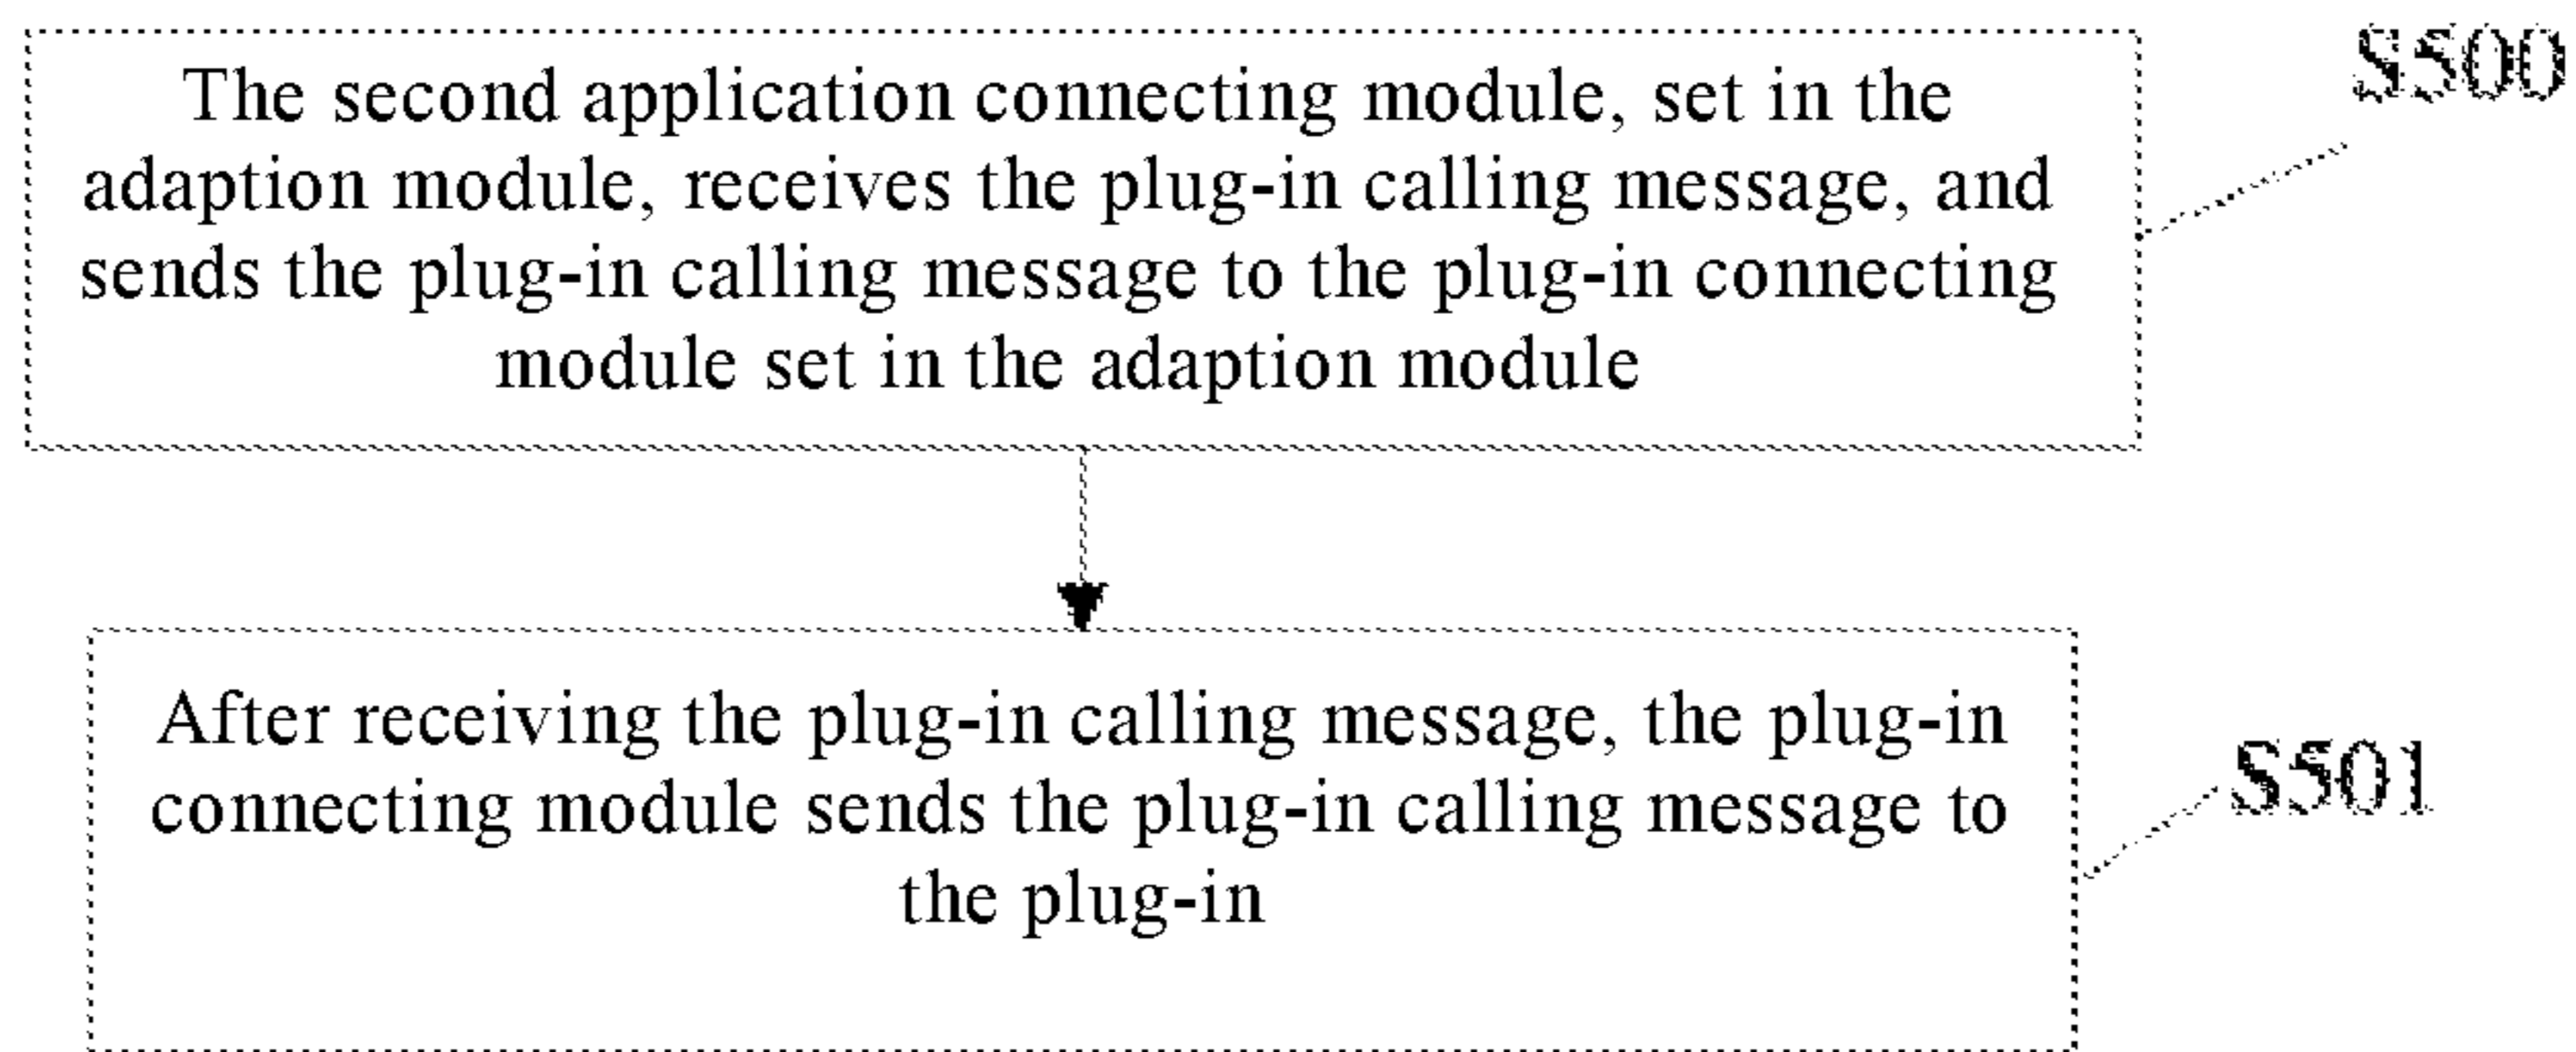 The second application connecting module, set in the
adaption module, receives the plug-in calling message, and
sends the plug-in calling message to the plug-in connecting
module set in the adaption module
S500
After receiving the plug-in calling message, the plug-in
connecting module sends the plug-in calling message to
the plug-in
S501